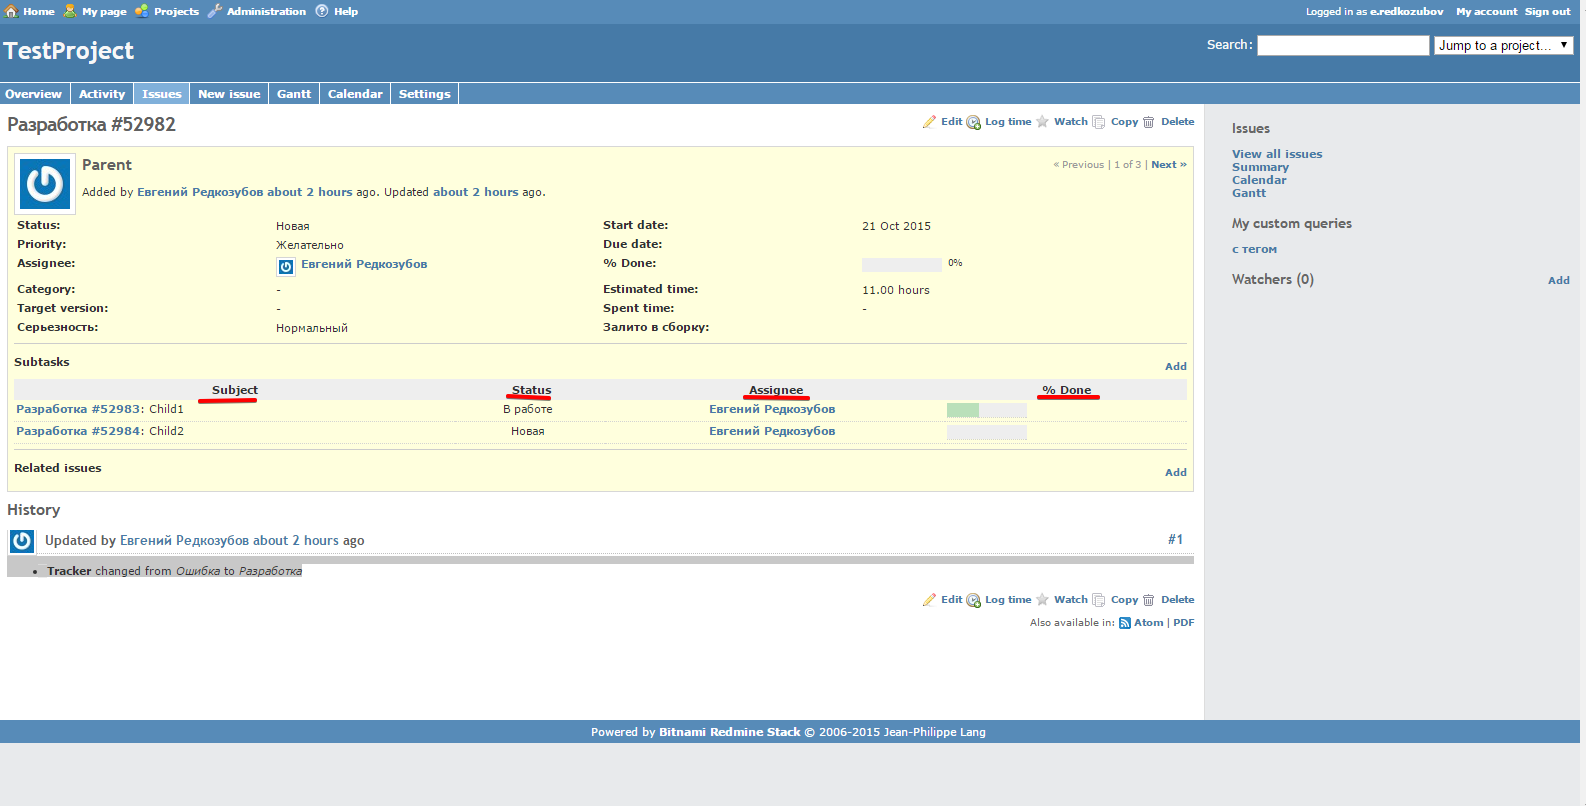 Home My page Projects Administration Help Logged in as e.redkozubov My account Sign out
TestProject Search: Jump to a project...
Overview Activity Issues New issue Gantt Calendar Settings
Разработка #52982 Edit Log time Watch Copy Delete
Parent « Previous | 1 of 3 | Next »
Added by Евгений Редкозубов about 2 hours ago. Updated about 2 hours ago.
Status: Новая Start date: 21 Oct 2015
Priority: Желательно Due date:
Assignee: Евгений Редкозубов % Done: 0%
Category: - Estimated time: 11.00 hours
Target version: - Spent time: -
Серьезность: Нормальный Залито в сборку:
Subtasks Add
Subject Status Assignee % Done
Разработка #52983: Child1 В работе Евгений Редкозубов
Разработка #52984: Child2 Новая Евгений Редкозубов
Related issues Add
History
Updated by Евгений Редкозубов about 2 hours ago #1
• Tracker changed from Ошибка to Разработка
Edit Log time Watch Copy Delete
Also available in: Atom | PDF
Issues
View all issues
Summary
Calendar
Gantt
My custom queries
с тегом
Watchers (0) Add
Powered by Bitnami Redmine Stack © 2006-2015 Jean-Philippe Lang